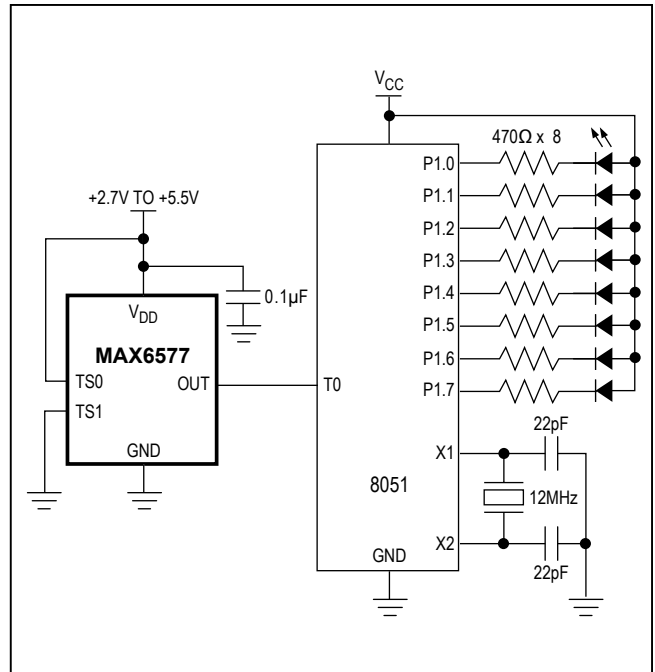 V_CC
470Ω x 8
P1.0
P1.1
+2.7V TO +5.5V
P1.2
P1.3
0.1µF
P1.4
V_DD
P1.5
MAX6577
P1.6
TS0
OUT
T0
P1.7
TS1
22pF
GND
X1
8051
12MHz
X2
GND
22pF